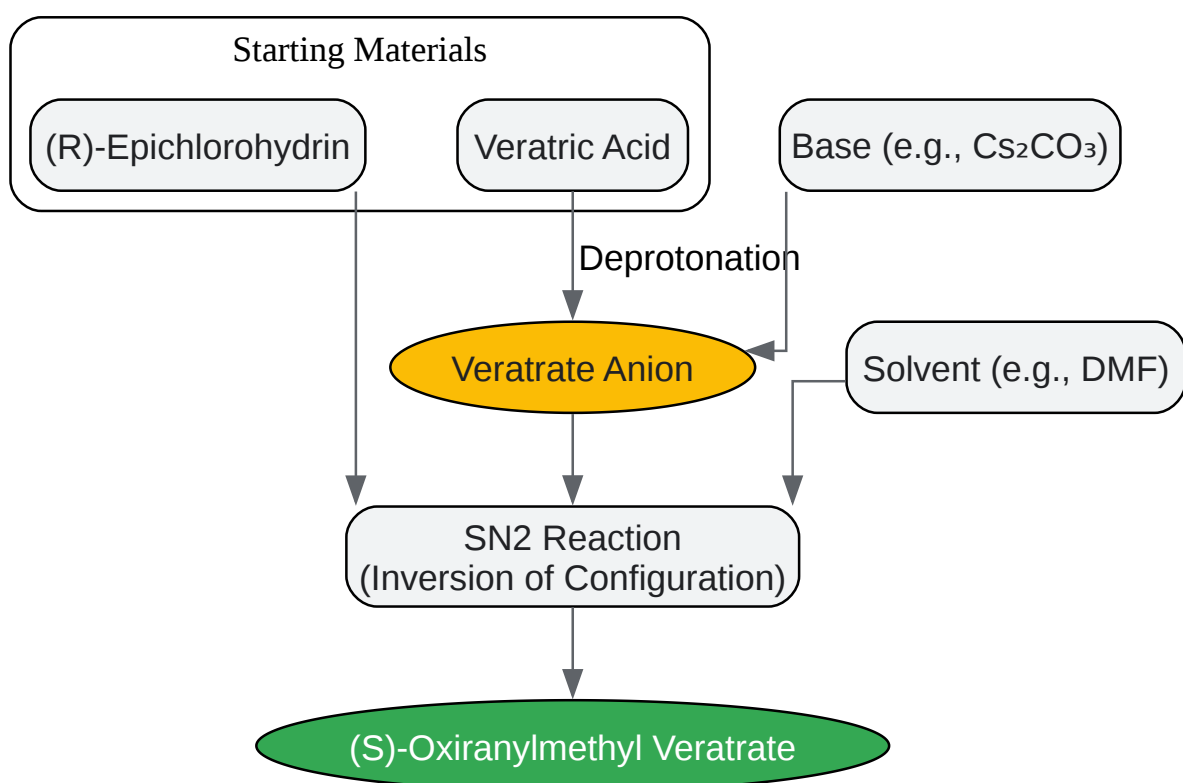 Starting Materials
(R)-Epichlorohydrin
Veratric Acid
Base (e.g., Cs₂CO₃)
Deprotonation
Veratrate Anion
Solvent (e.g., DMF)
SN2 Reaction
(Inversion of Configuration)
(S)-Oxiranylmethyl Veratrate